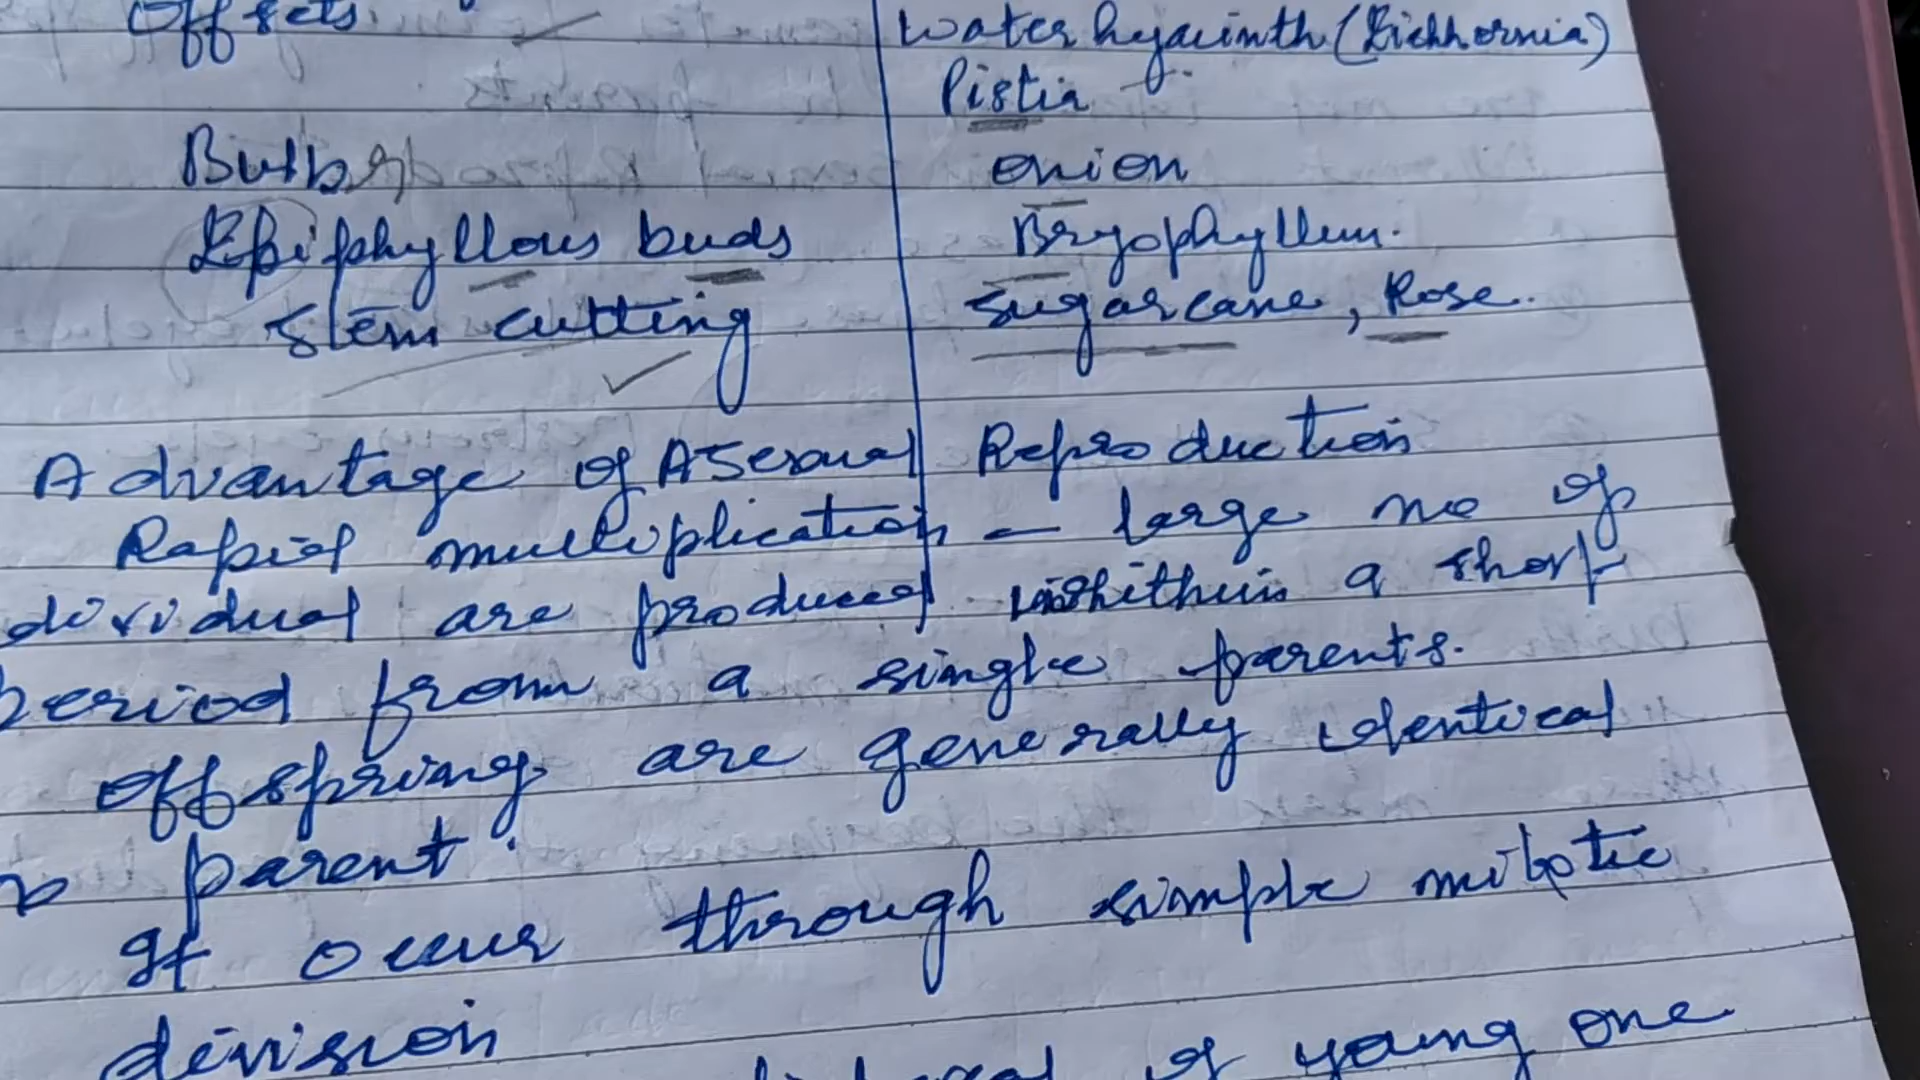 Offsets Water hyacinth (Eichhornia)
Pistia
Bulbs onion
Epiphyllous buds Bryophyllum.
Stem cutting Sugarcane, Rose.
Advantage of ASexual Reproduction
Rapid multiplication - large no of
dividual are produced within a short
period from a single parents.
Offspring are generally identical
to parent.
It occur through simple mitotic
division
of young one